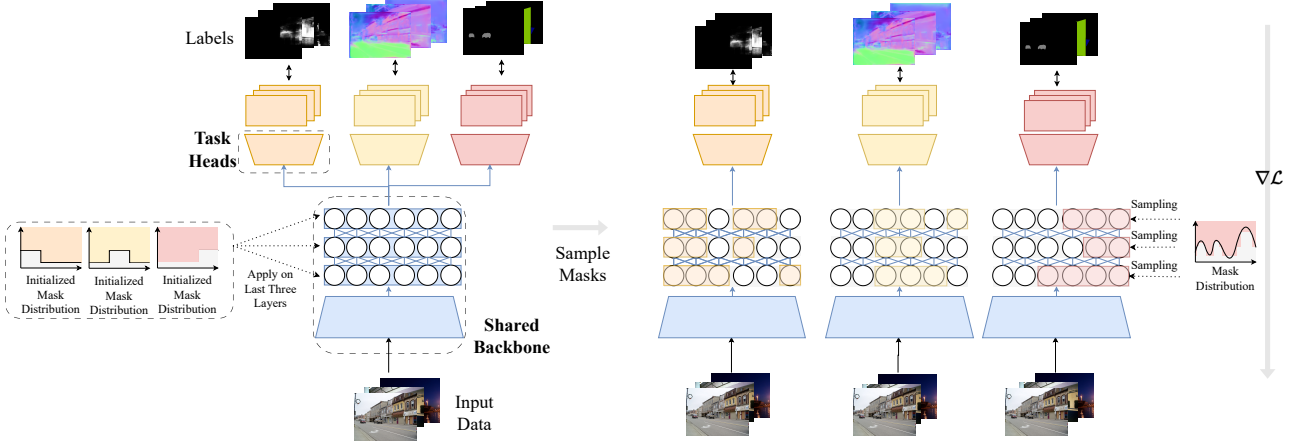 Labels
Task
Heads
Initialized
Mask
Distribution
Initialized
Mask
Distribution
Initialized
Mask
Distribution
Apply on
Last Three
Layers
Shared
Backbone
Input
Data
Sample
Masks
Sampling
Sampling
Sampling
Mask
Distribution
∇ℒ